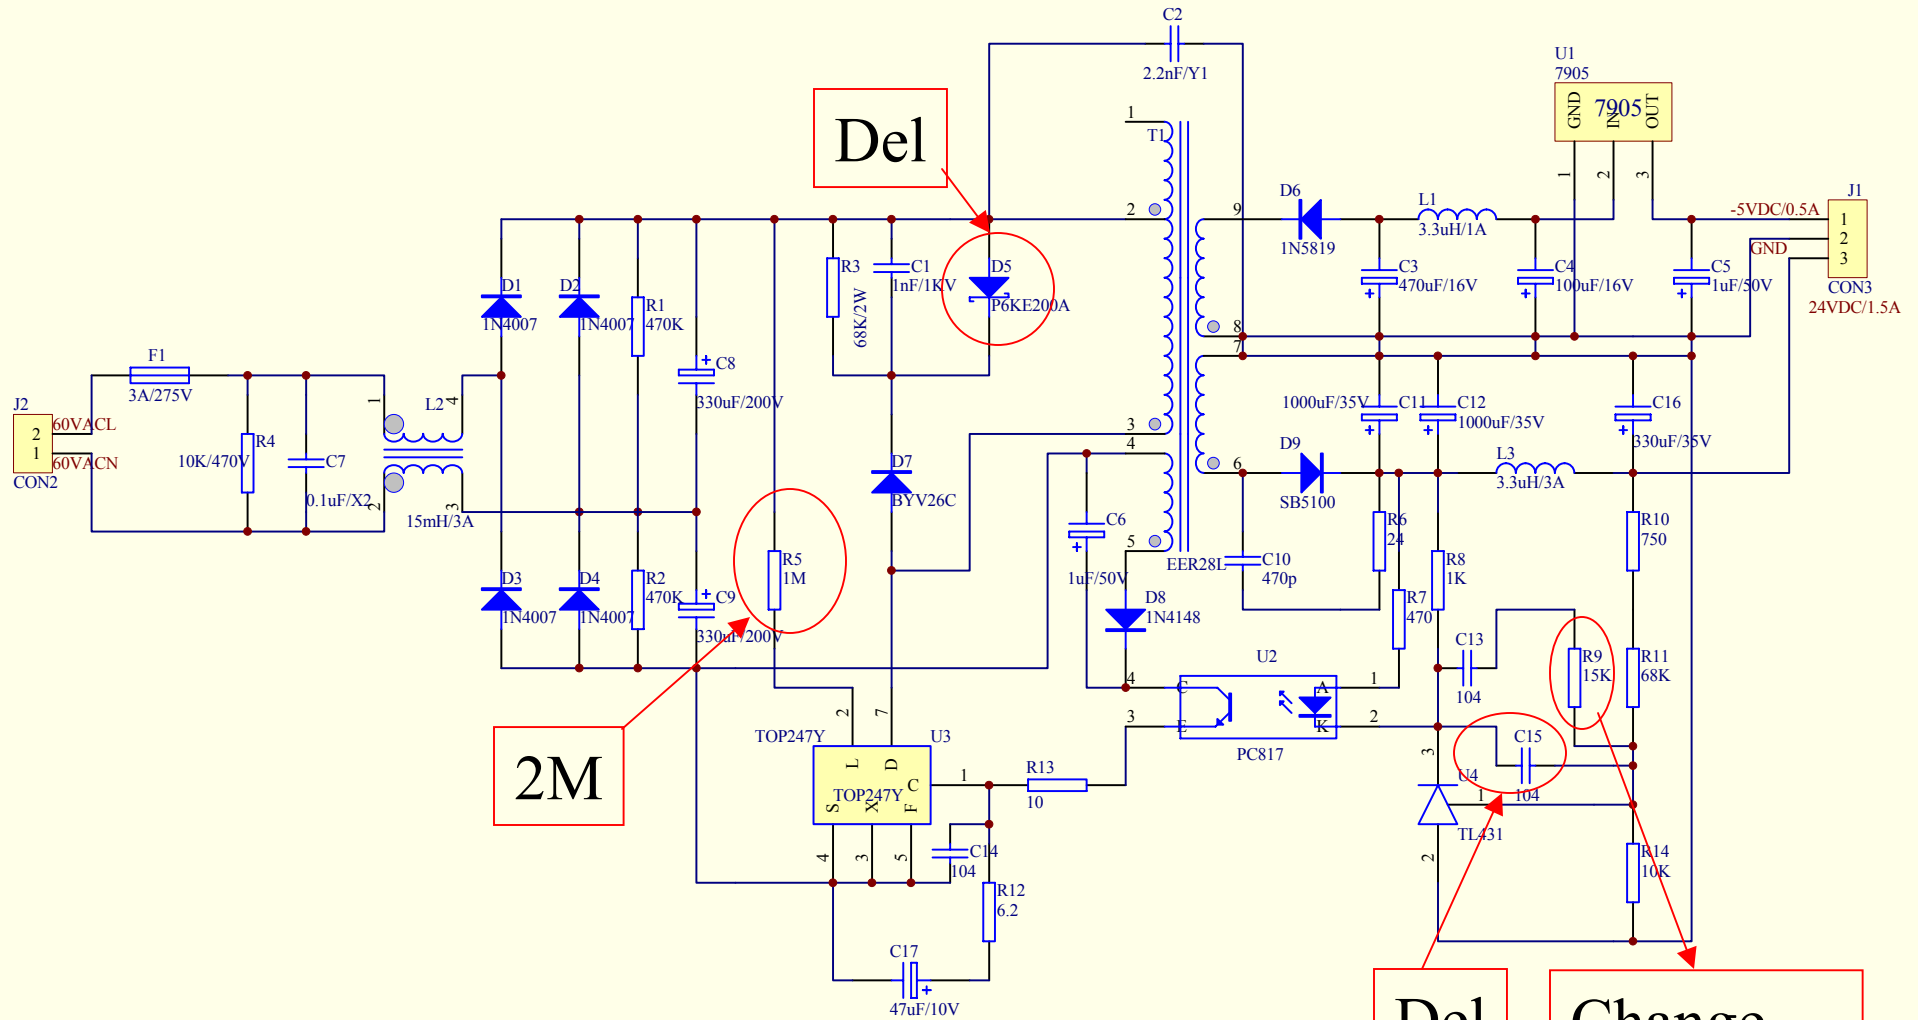 C2
2.2nF/Y1
U1
7905
7905
GND
IN
OUT
1
2
3
Del
1
T1
2
9
D6
1N5819
L1
3.3uH/1A
-5VDC/0.5A
J1
1
2
3
GND
CON3
24VDC/1.5A
R3
68K/2W
C1
1nF/1KV
D5
P6KE200A
C3
470uF/16V
C4
100uF/16V
C5
1uF/50V
D1
1N4007
D2
1N4007
R1
470K
8
7
F1
3A/275V
C8
330uF/200V
J2
60VACL
2
1
60VACN
CON2
R4
10K/470V
C7
0.1uF/X2
1
L2
4
2
3
15mH/3A
3
4
1000uF/35V
C11
C12
1000uF/35V
C16
330uF/35V
D7
BYV26C
6
D9
SB5100
L3
3.3uH/3A
C6
1uF/50V
5
EER28L
C10
470p
R6
24
R8
1K
R10
750
R5
1M
D3
1N4007
D4
1N4007
R2
470K
C9
330uF/200V
D8
1N4148
R7
470
C13
104
R9
15K
R11
68K
U2
4
C
A
1
3
E
K
2
PC817
2M
2
7
TOP247Y
U3
L
D
C
1
TOP247Y
S
X
F
4
3
5
R13
10
C14
104
R12
6.2
C17
47uF/10V
C15
104
3
U4
1
TL431
2
R14
10K
Del
Change